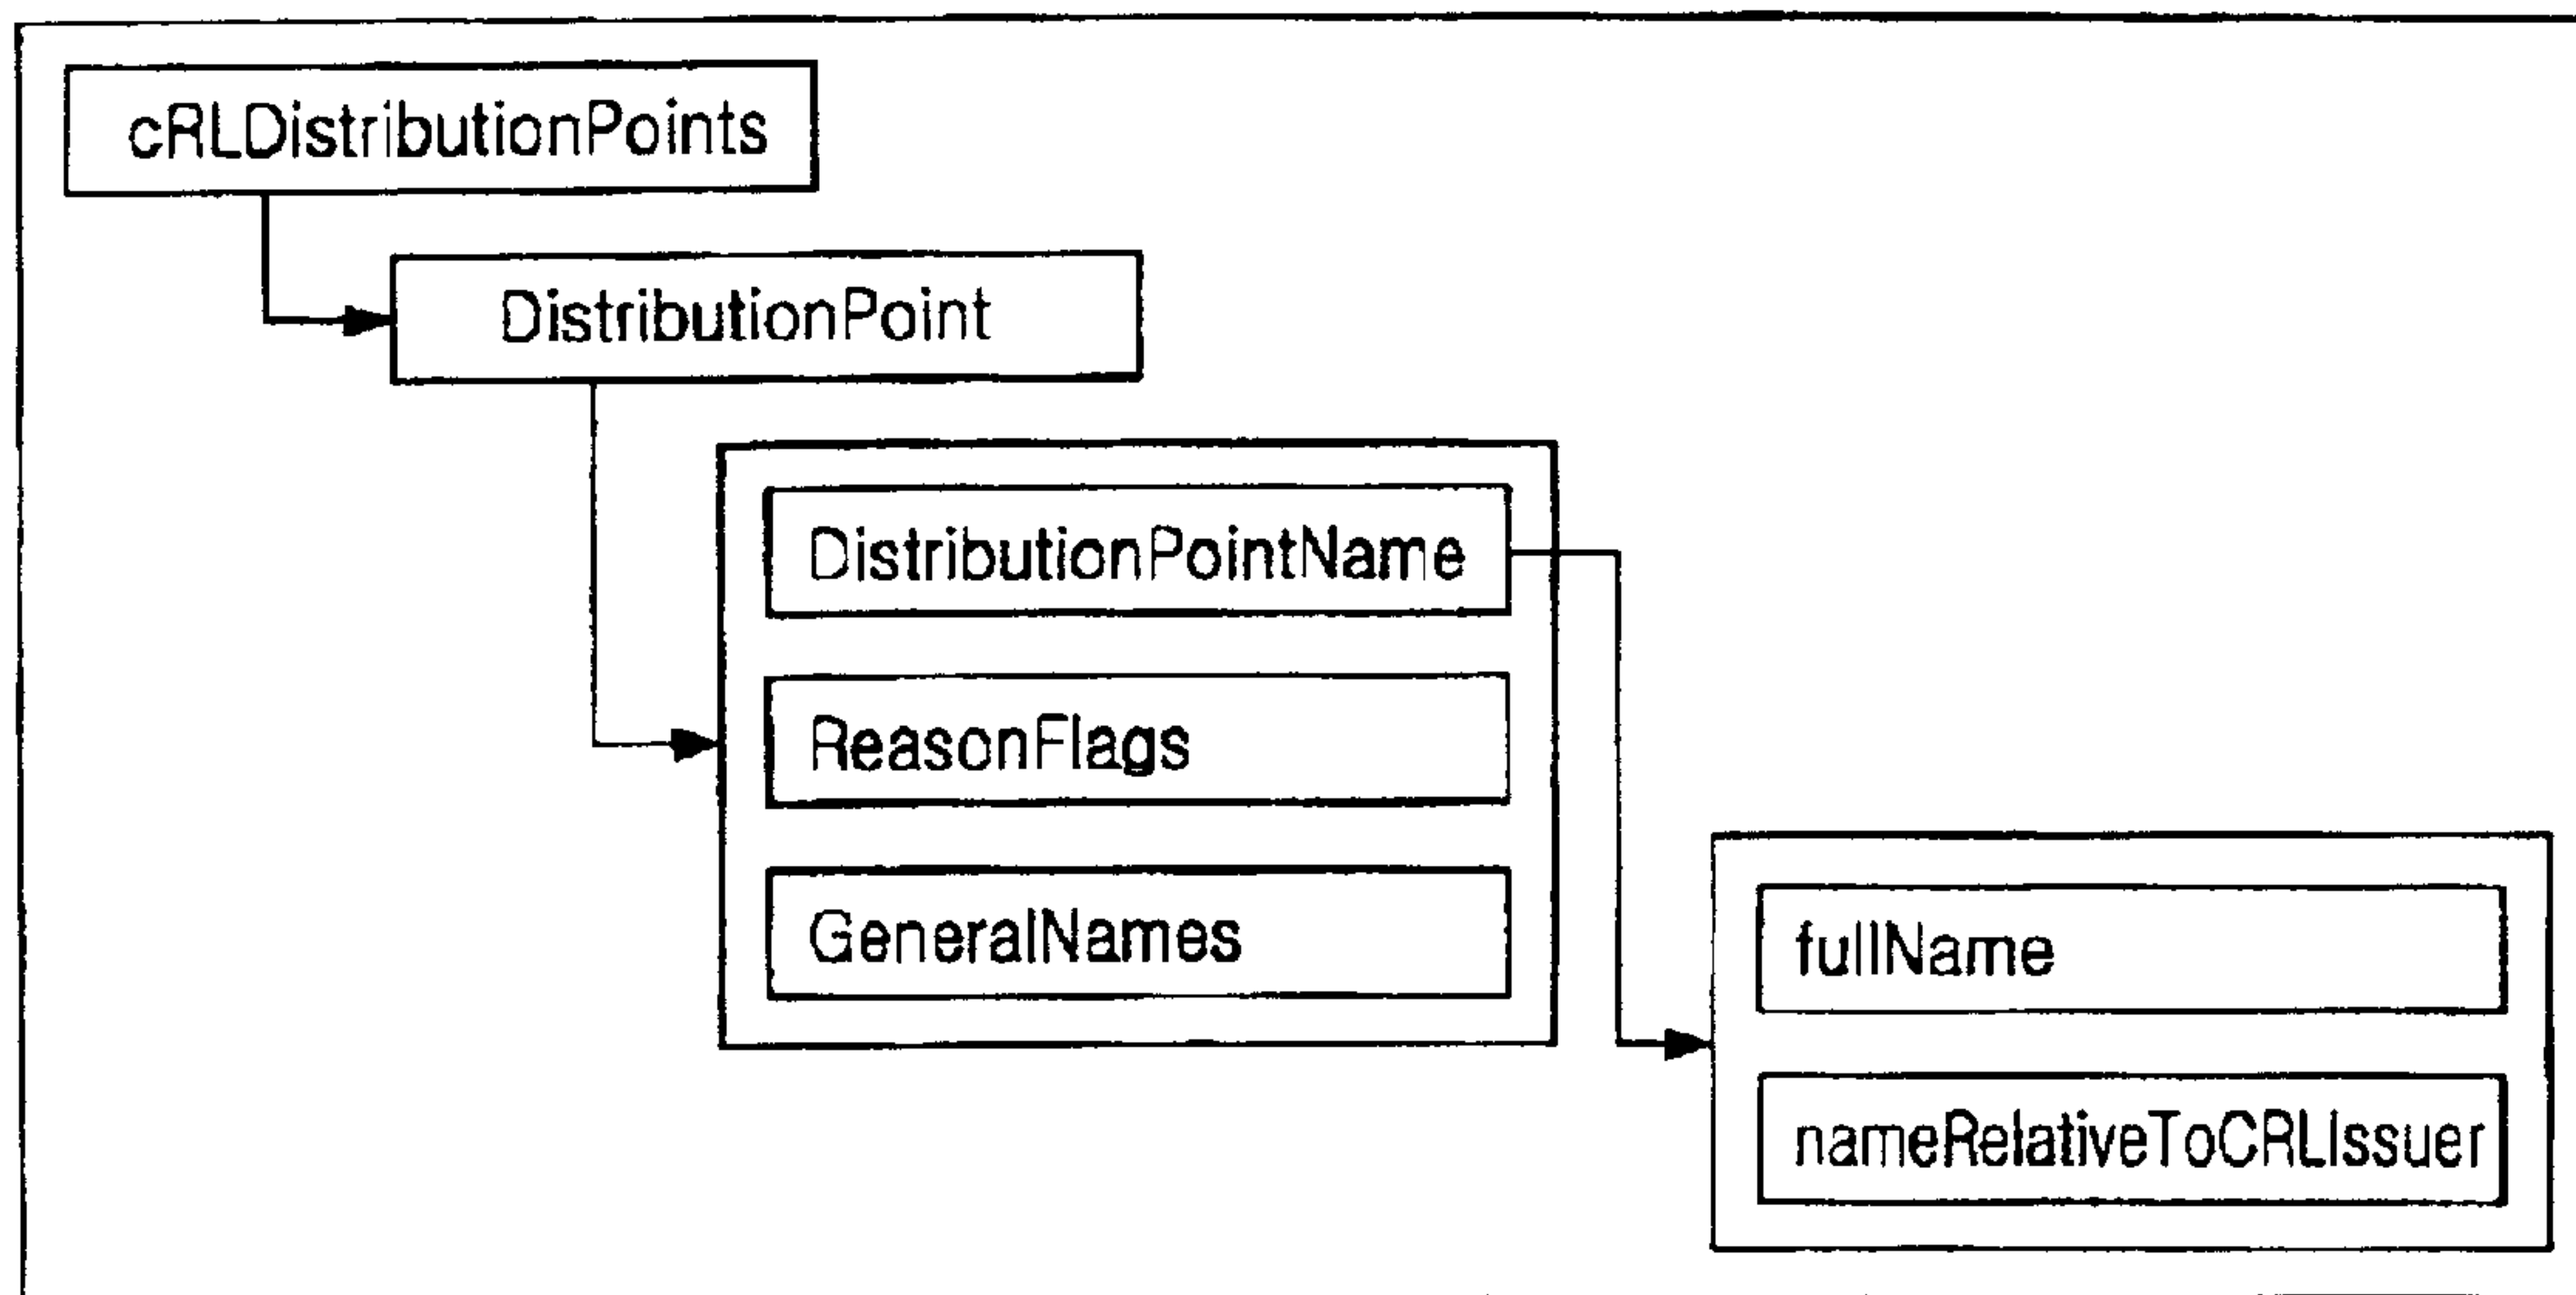 cRLDistributionPoints
DistributionPoint
DistributionPointName
ReasonFlags
GeneralNames
fullName
nameRelativeToCRLIssuer